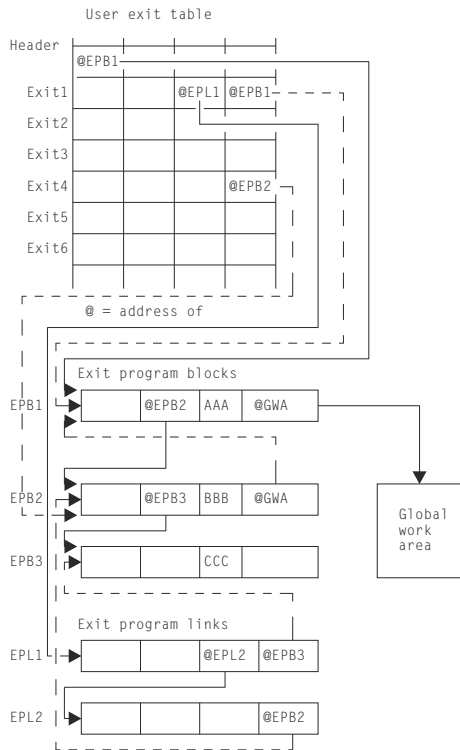 User exit table
Header
@EPB1
Exit1 @EPL1 @EPB1
Exit2
Exit3
Exit4 @EPB2
Exit5
Exit6
@ = address of
Exit program blocks
EPB1 @EPB2 AAA @GWA
EPB2 @EPB3 BBB @GWA
Global
work
area
EPB3 CCC
Exit program links
EPL1 @EPL2 @EPB3
EPL2 @EPB2